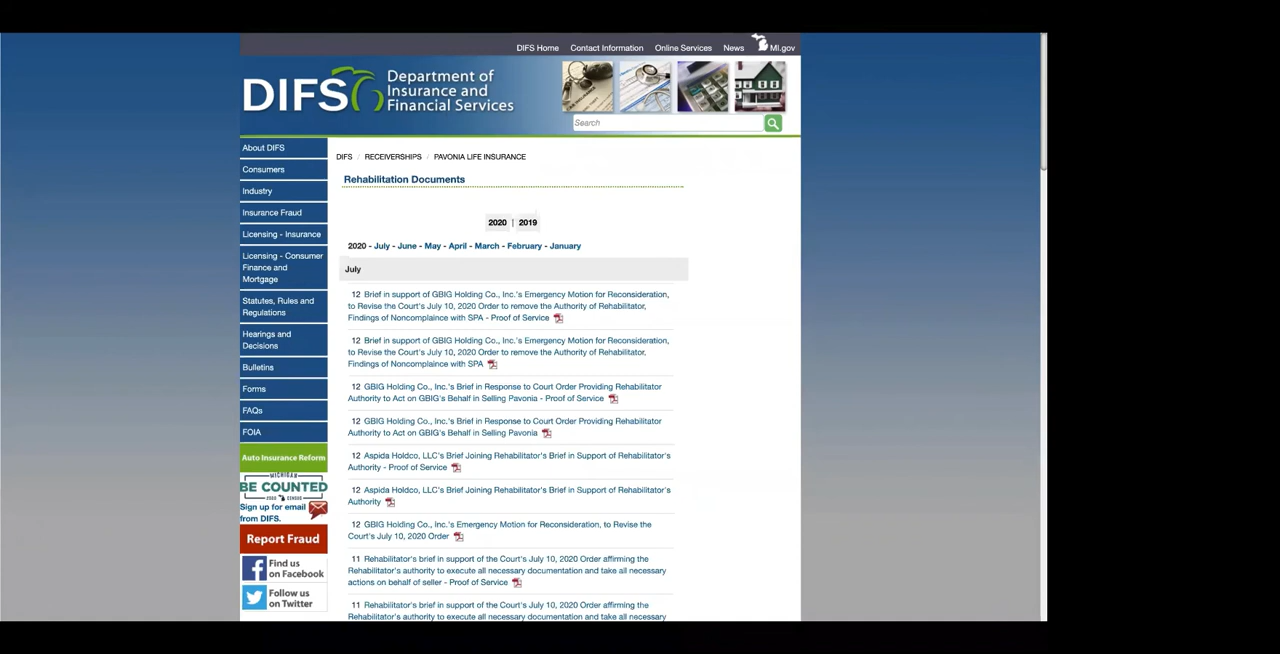 DIFS Home Contact Information Online Services News MI.gov
DIFS
Department of
Insurance and
Financial Services
Search
About DIFS
Consumers
Industry
Insurance Fraud
Licensing - Insurance
Licensing - Consumer
Finance and
Mortgage
Statutes, Rules and
Regulations
Hearings and
Decisions
Bulletins
Forms
FAQs
FOIA
Auto Insurance Reform
MICHIGAN
BE COUNTED
2020 CENSUS
Sign up for email
from DIFS.
Report Fraud
Find us
on Facebook
Follow us
on Twitter
DIFS / RECEIVERSHIPS / PAVONIA LIFE INSURANCE
Rehabilitation Documents
2020 | 2019
2020 - July - June - May - April - March - February - January
July
12 Brief in support of GBIG Holding Co., Inc.'s Emergency Motion for Reconsideration,
to Revise the Court's July 10, 2020 Order to remove the Authority of Rehabilitator,
Findings of Noncomplaince with SPA - Proof of Service
12 Brief in support of GBIG Holding Co., Inc.'s Emergency Motion for Reconsideration,
to Revise the Court's July 10, 2020 Order to remove the Authority of Rehabilitator,
Findings of Noncomplaince with SPA
12 GBIG Holding Co., Inc.'s Brief in Response to Court Order Providing Rehabilitator
Authority to Act on GBIG's Behalf in Selling Pavonia - Proof of Service
12 GBIG Holding Co., Inc.'s Brief in Response to Court Order Providing Rehabilitator
Authority to Act on GBIG's Behalf in Selling Pavonia
12 Aspida Holdco, LLC's Brief Joining Rehabilitator's Brief in Support of Rehabilitator's
Authority - Proof of Service
12 Aspida Holdco, LLC's Brief Joining Rehabilitator's Brief in Support of Rehabilitator's
Authority
12 GBIG Holding Co., Inc.'s Emergency Motion for Reconsideration, to Revise the
Court's July 10, 2020 Order
11 Rehabilitator's brief in support of the Court's July 10, 2020 Order affirming the
Rehabilitator's authority to execute all necessary documentation and take all necessary
actions on behalf of seller - Proof of Service
11 Rehabilitator's brief in support of the Court's July 10, 2020 Order affirming the
Rehabilitator's authority to execute all necessary documentation and take all necessary